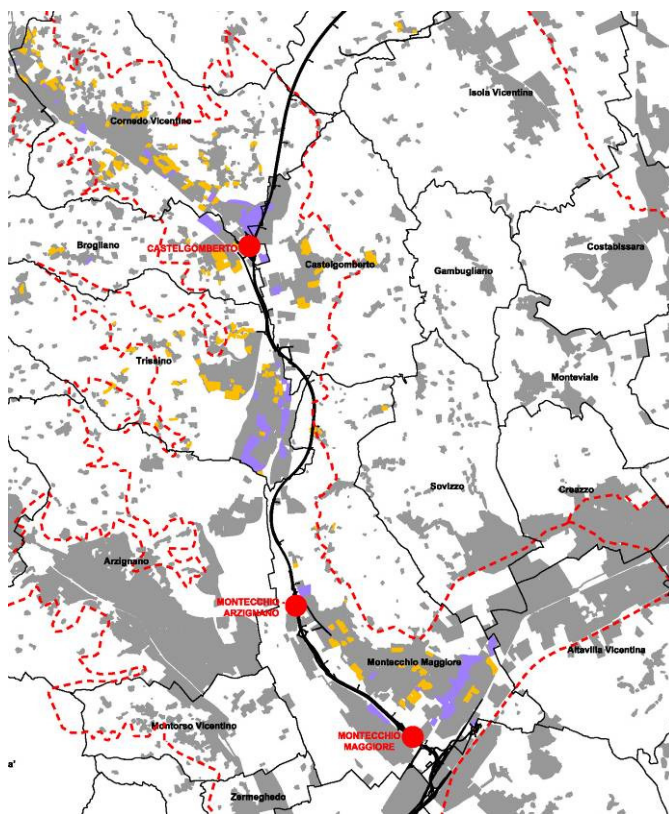 Isola Vicentina
Cornedo Vicentino
Brogliano
CASTELGOMBERTO
Costabissara
Castelgomberto
Gambugliano
Trissino
Monteviale
Sovizzo
Creazzo
Arzignano
MONTECCHIO
ARZIGNANO
Altavilla Vicentina
Montecchio Maggiore
Montorso Vicentino
MONTECCHIO
MAGGIORE
a'
Zermeghedo